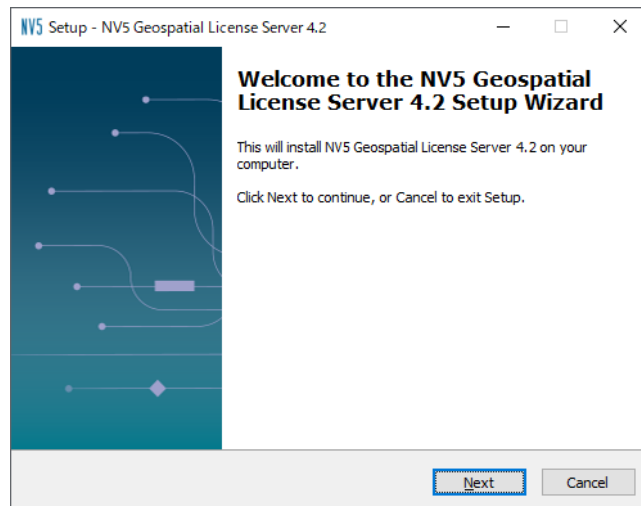 NV5 Setup - NV5 Geospatial License Server 4.2
Welcome to the NV5 Geospatial
License Server 4.2 Setup Wizard
This will install NV5 Geospatial License Server 4.2 on your
computer.
Click Next to continue, or Cancel to exit Setup.
Next
Cancel